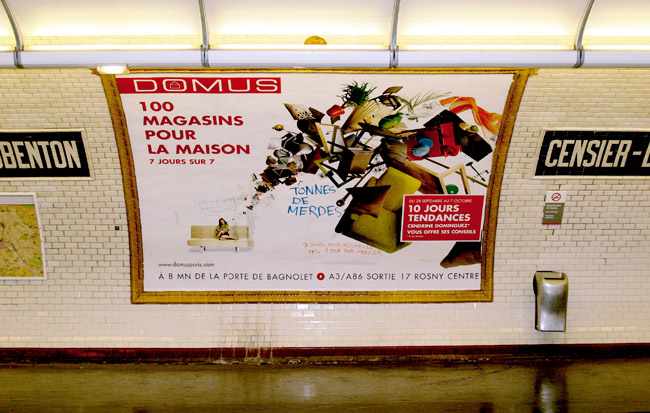 DOMUS
100
MAGASINS
POUR
LA MAISON
7 JOURS SUR 7
BENTON
CENSIER-
TONNES
DE
MERDES
DU 28 SEPTEMBRE AU 7 OCTOBRE
10 JOURS
TENDANCES
CENDRINE DOMINGUEZ*
VOUS OFFRE SES CONSEILS
www.domusparis.com
À 8 MN DE LA PORTE DE BAGNOLET A3/A86 SORTIE 17 ROSNY CENTRE